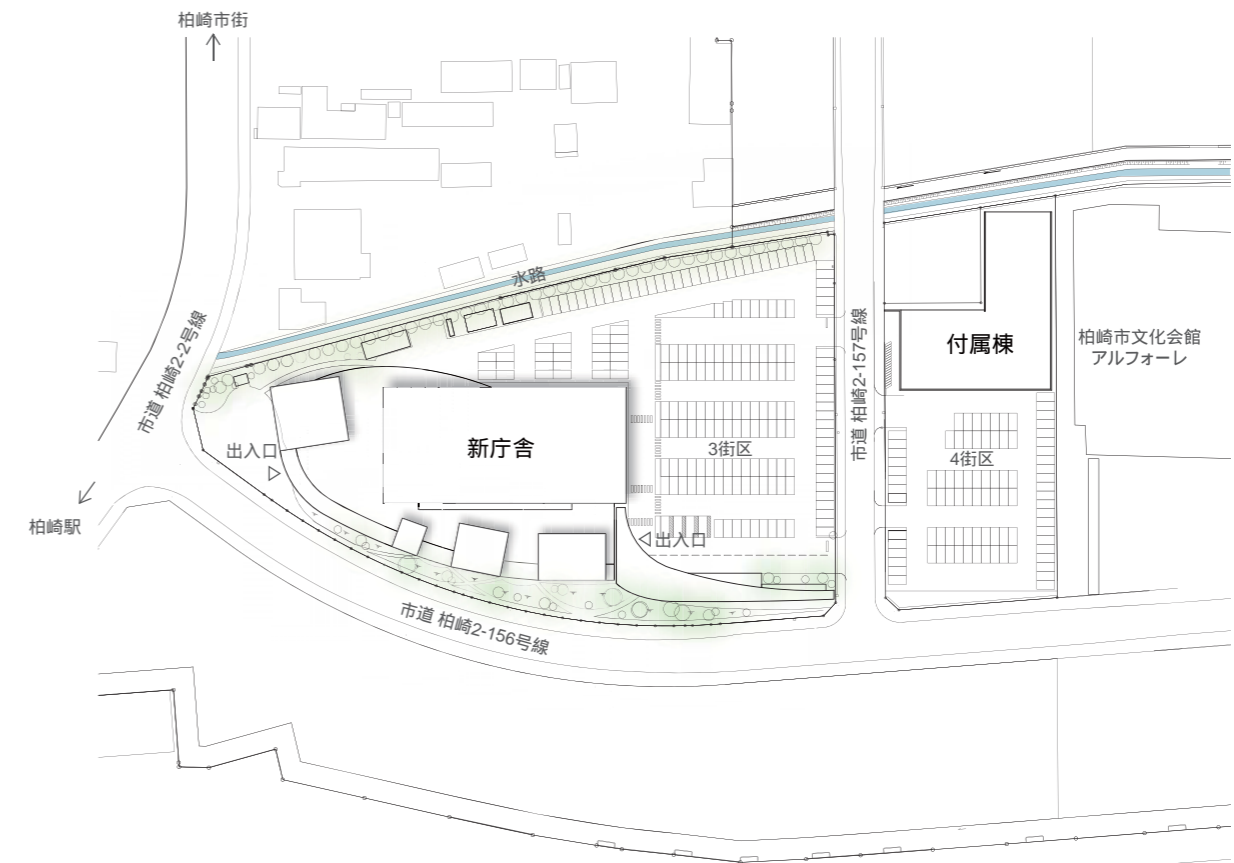 柏崎市街
水路
市道 柏崎2-2号線
市道 柏崎2-157号線
付属棟
柏崎市文化会館
アルフォーレ
出入口
新庁舎
3街区
4街区
柏崎駅
出入口
市道 柏崎2-156号線